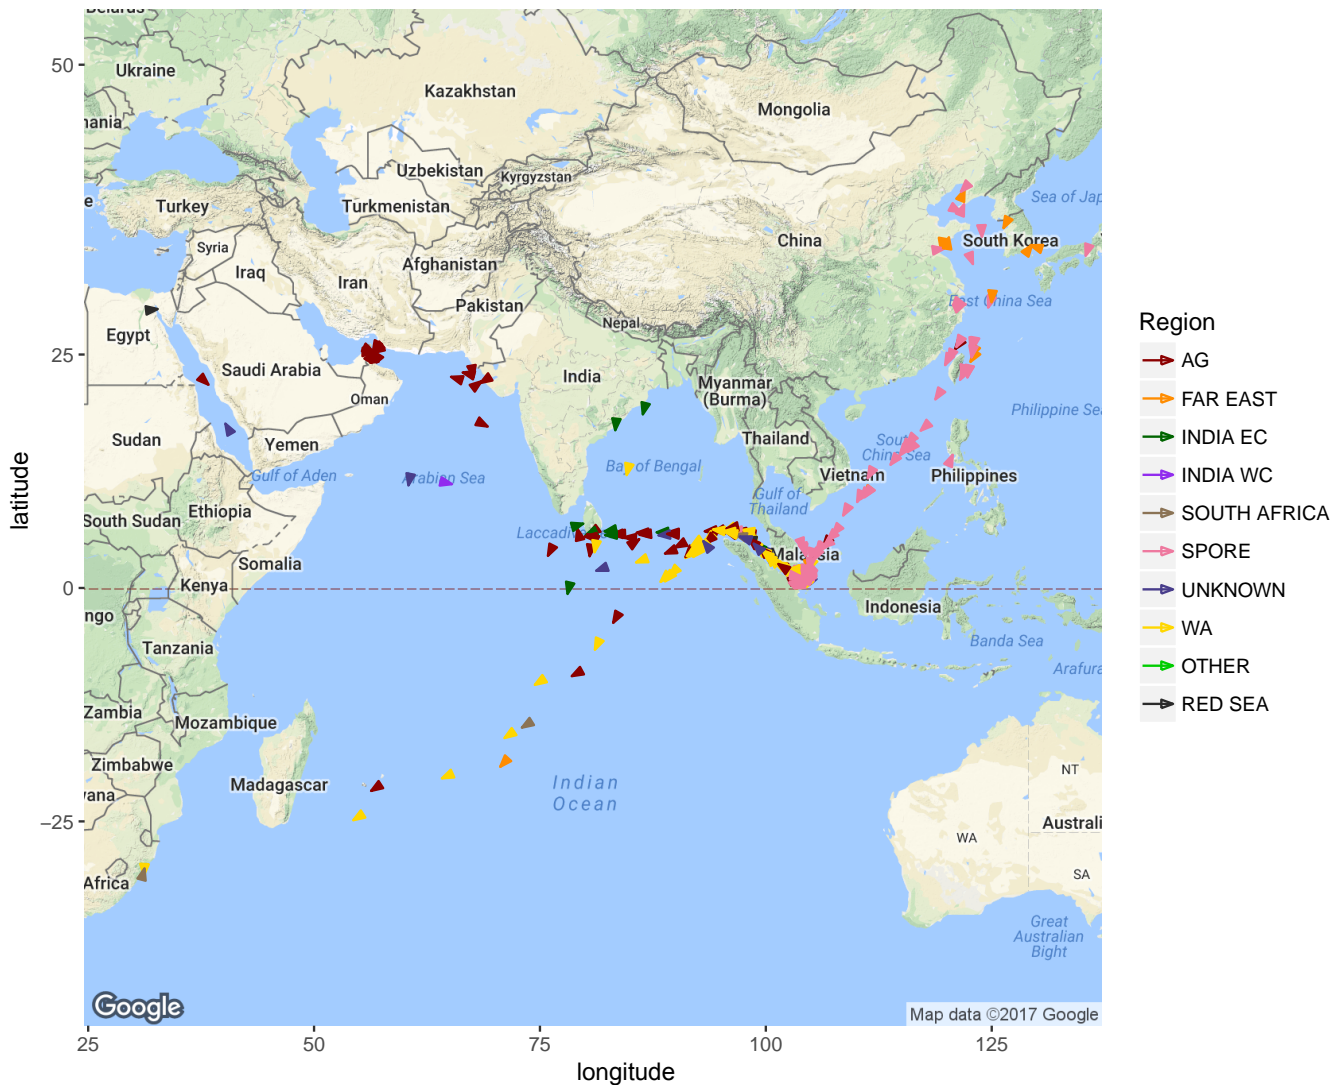 Belarus
50
Ukraine
Kazakhstan
Mongolia
nania
Uzbekistan
Kyrgyzstan
Sea of Jap
e
Turkey
Turkmenistan
Syria
China
South Korea
Iraq
Afghanistan
Iran
Pakistan
East China Sea
Egypt
Nepal
25
Saudi Arabia
India
Myanmar
(Burma)
Oman
Philippine Sea
Sudan
Yemen
Thailand
South
China Sea
Bay of Bengal
Gulf of Aden
Arabian Sea
Vietnam
Philippines
Gulf of
Thailand
Ethiopia
South Sudan
Laccadive
Malaysia
Somalia
0
Kenya
Indonesia
ngo
Banda Sea
Tanzania
Arafura
Zambia
Mozambique
Zimbabwe
NT
Madagascar
Indian
Ocean
wana
−25
Australi
WA
SA
Africa
Great
Australian
Bight
Google
Map data ©2017 Google
25
50
75
100
125
longitude
latitude
Region
AG
FAR EAST
INDIA EC
INDIA WC
SOUTH AFRICA
SPORE
UNKNOWN
WA
OTHER
RED SEA